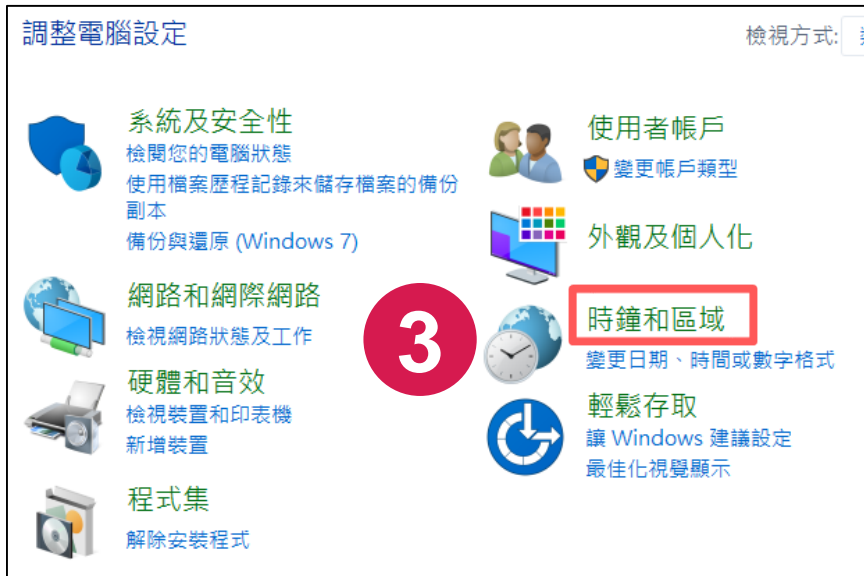 調整電腦設定
檢視方式:
系統及安全性
檢閱您的電腦狀態
使用檔案歷程記錄來儲存檔案的備份
副本
備份與還原 (Windows 7)
網路和網際網路
檢視網路狀態及工作
硬體和音效
檢視裝置和印表機
新增裝置
程式集
解除安裝程式
3
使用者帳戶
變更帳戶類型
外觀及個人化
時鐘和區域
變更日期、時間或數字格式
輕鬆存取
讓 Windows 建議設定
最佳化視覺顯示